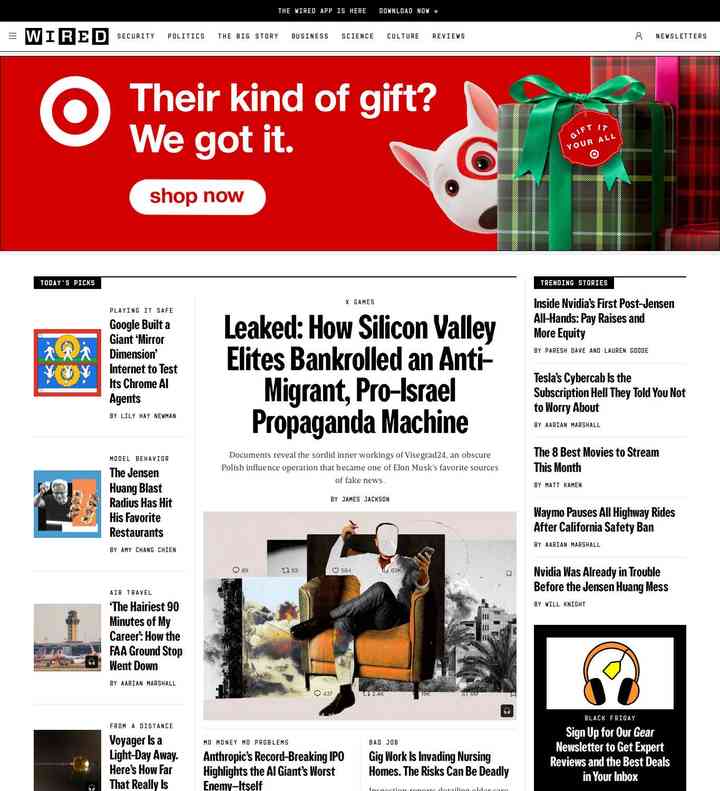 THE WIRED APP IS HERE DOWNLOAD NOW
WIRED
SECURITY POLITICS THE BIG STORY BUSINESS SCIENCE CULTURE REVIEWS
NEWSLETTERS
Their kind of gift?
We got it.
shop now
GIFT IT
YOUR ALL
TODAY'S PICKS
PLAYING IT SAFE
Google Built a
Giant ‘Mirror
Dimension’
Internet to Test
Its Chrome AI
Agents
BY LILY HAY NEWMAN
MODEL BEHAVIOR
The Jensen
Huang Blast
Radius Has Hit
His Favorite
Restaurants
BY AMY CHANG CHIEN
AIR TRAVEL
‘The Hairiest 90
Minutes of My
Career’: How the
FAA Ground Stop
Went Down
BY AARIAN MARSHALL
FROM A DISTANCE
Voyager Is a
Light-Day Away.
Here’s How Far
That Really Is
X GAMES
Leaked: How Silicon Valley
Elites Bankrolled an Anti-
Migrant, Pro-Israel
Propaganda Machine
Documents reveal the sordid inner workings of Visegrad24, an obscure
Polish influence operation that became one of Elon Musk’s favorite sources
of fake news.
BY JAMES JACKSON
MO MONEY MO PROBLEMS
Anthropic’s Record-Breaking IPO
Highlights the AI Giant’s Worst
Enemy—Itself
BAD JOB
Gig Work Is Invading Nursing
Homes. The Risks Can Be Deadly
TRENDING STORIES
Inside Nvidia’s First Post-Jensen
All-Hands: Pay Raises and
More Equity
BY PARESH DAVE AND LAUREN GOODE
Tesla’s Cybercab Is the
Subscription Hell They Told You Not
to Worry About
BY AARIAN MARSHALL
The 8 Best Movies to Stream
This Month
BY MATT KAMEN
Waymo Pauses All Highway Rides
After California Safety Ban
BY AARIAN MARSHALL
Nvidia Was Already in Trouble
Before the Jensen Huang Mess
BY WILL KNIGHT
BLACK FRIDAY
Sign Up for Our Gear
Newsletter to Get Expert
Reviews and the Best Deals
in Your Inbox